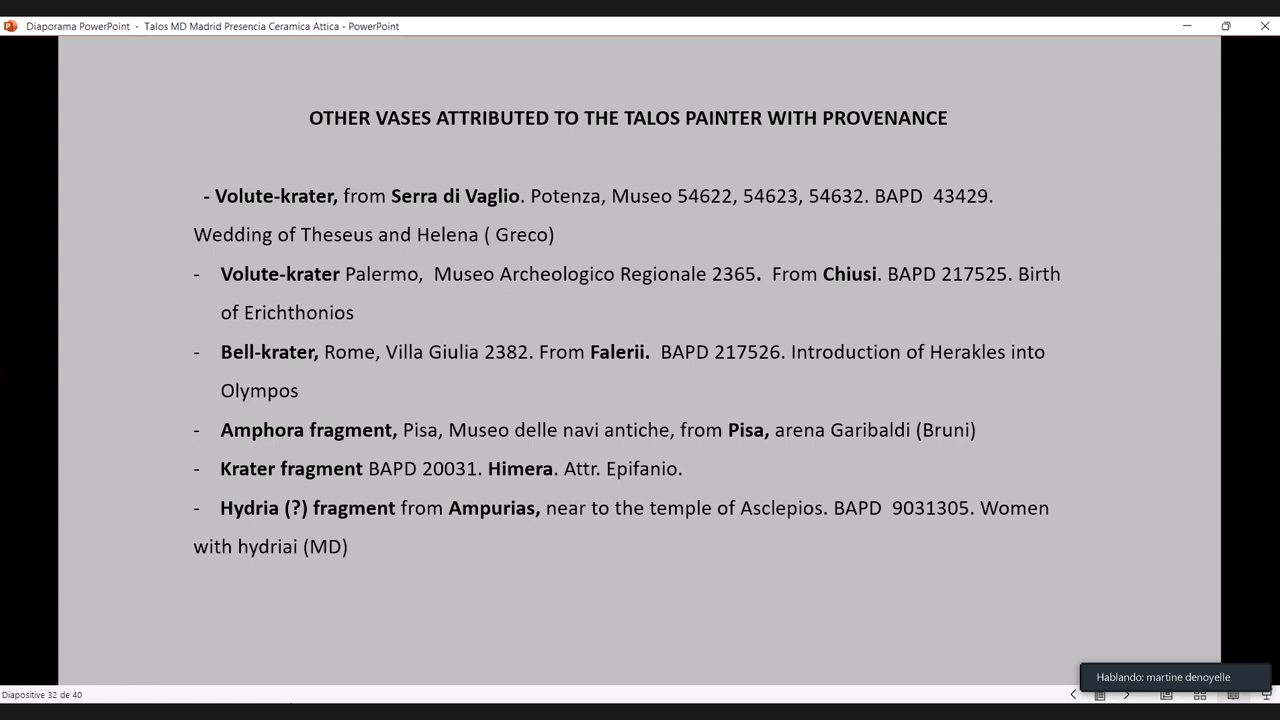 Diaporama PowerPoint - Talos MD Madrid Presencia Ceramica Attica - PowerPoint
OTHER VASES ATTRIBUTED TO THE TALOS PAINTER WITH PROVENANCE
- Volute-krater, from Serra di Vaglio. Potenza, Museo 54622, 54623, 54632. BAPD 43429.
Wedding of Theseus and Helena ( Greco)
- Volute-krater Palermo, Museo Archeologico Regionale 2365. From Chiusi. BAPD 217525. Birth
of Erichthonios
- Bell-krater, Rome, Villa Giulia 2382. From Falerii. BAPD 217526. Introduction of Herakles into
Olympos
- Amphora fragment, Pisa, Museo delle navi antiche, from Pisa, arena Garibaldi (Bruni)
- Krater fragment BAPD 20031. Himera. Attr. Epifanio.
- Hydria (?) fragment from Ampurias, near to the temple of Asclepios. BAPD 9031305. Women
with hydriai (MD)
Hablando: martine denoyelle
Diapositive 32 de 40